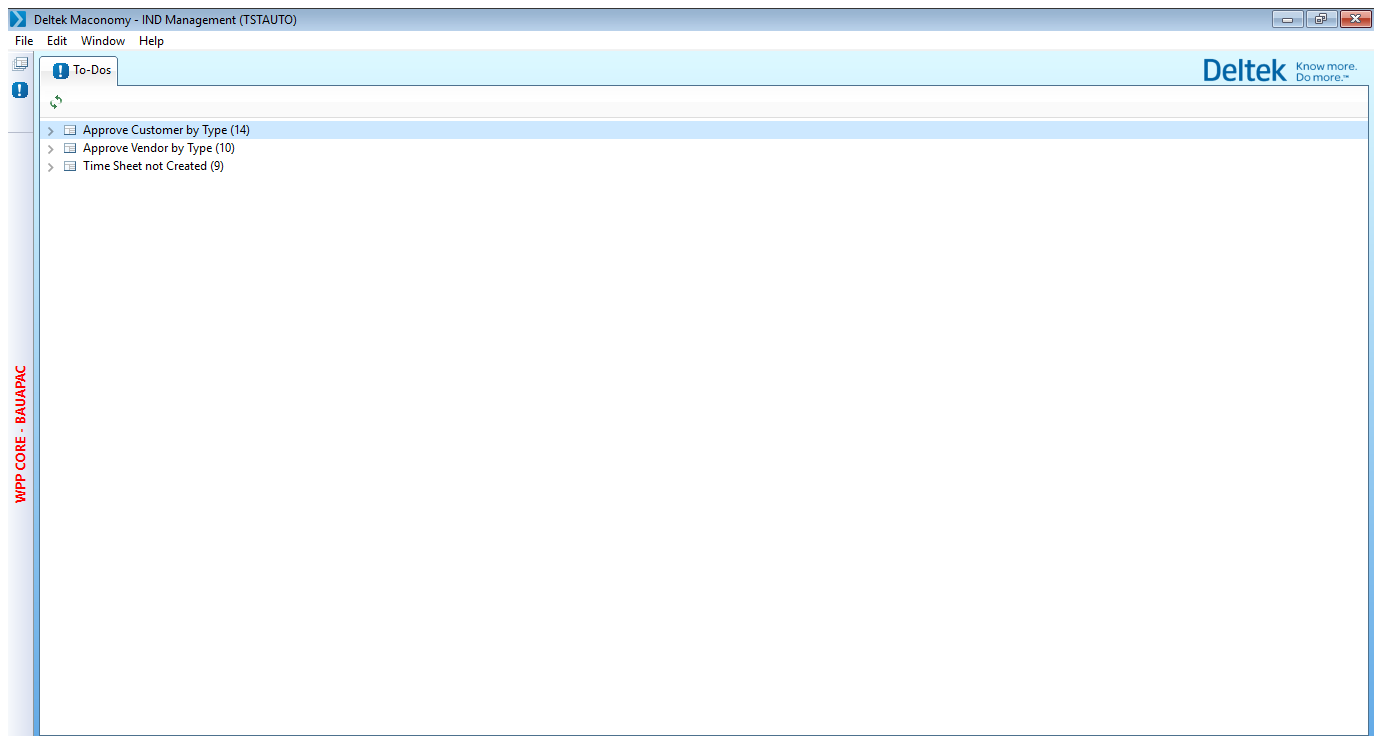 Deltek Maconomy - IND Management (TSTAUTO)
File Edit Window Help
To-Dos
Deltek Know more.
Do more.™
Approve Customer by Type (14)
Approve Vendor by Type (10)
Time Sheet not Created (9)
WPP CORE - BAUAPAC